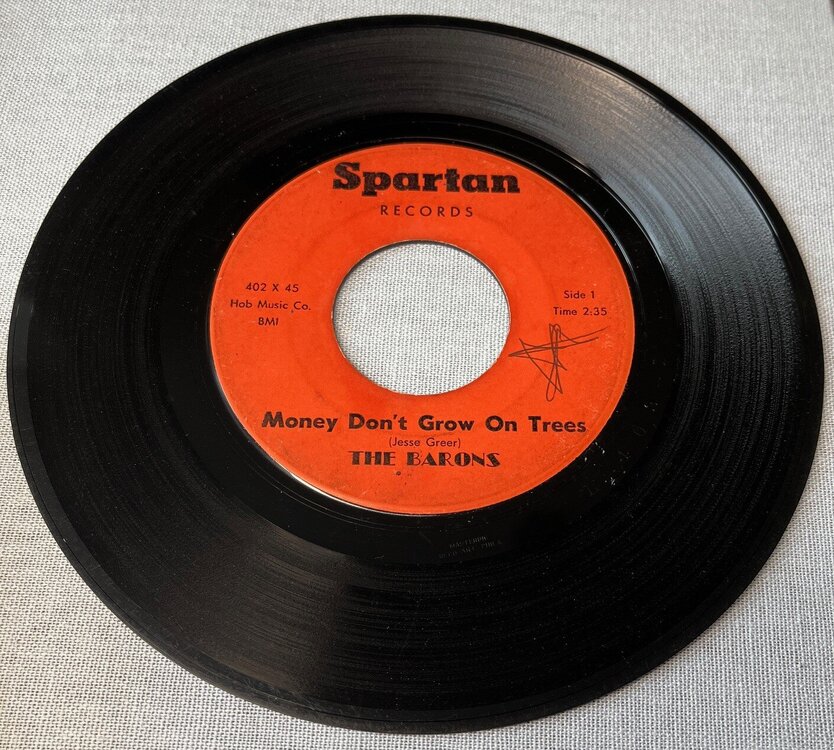 Spartan
RECORDS
402 X 45
Hob Music Co.
BMI
Side 1
Time 2:35
Money Don't Grow On Trees
(Jesse Greer)
THE BARONS